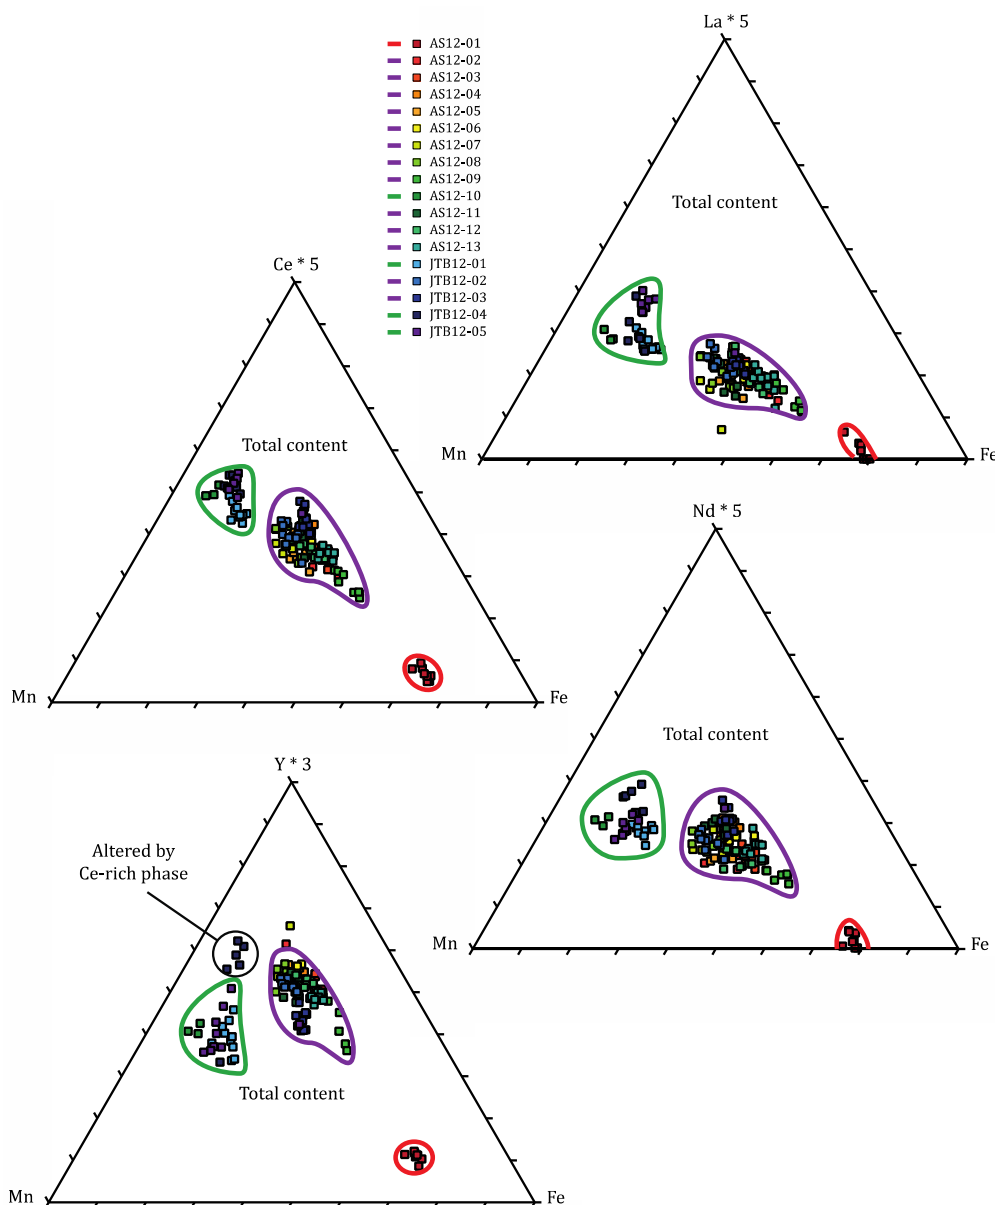 La * 5
AS12-01
AS12-02
AS12-03
AS12-04
AS12-05
AS12-06
AS12-07
AS12-08
AS12-09
AS12-10
AS12-11
AS12-12
AS12-13
JTB12-01
JTB12-02
JTB12-03
JTB12-04
JTB12-05
Total content
Mn
Fe
Ce * 5
Total content
Mn
Fe
Nd * 5
Total content
Mn
Fe
Y * 3
Altered by
Ce-rich phase
Total content
Mn
Fe